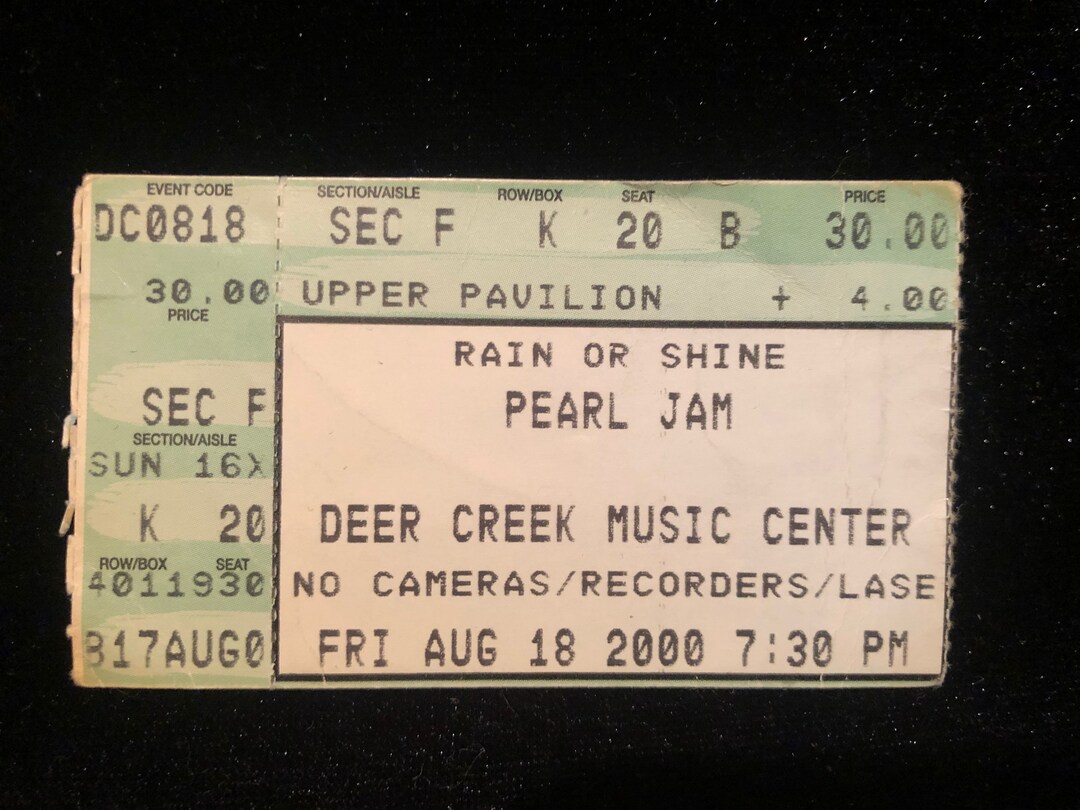 EVENT CODE
DC0818
30.00
PRICE
SEC F
SECTION/AISLE
SUN 16X
K 20
ROW/BOX SEAT
4011930
B17AUG0
SECTION/AISLE ROW/BOX SEAT PRICE
SEC F K 20 B 30.00
UPPER PAVILION + 4.00
RAIN OR SHINE
PEARL JAM
DEER CREEK MUSIC CENTER
NO CAMERAS/RECORDERS/LASE
FRI AUG 18 2000 7:30 PM